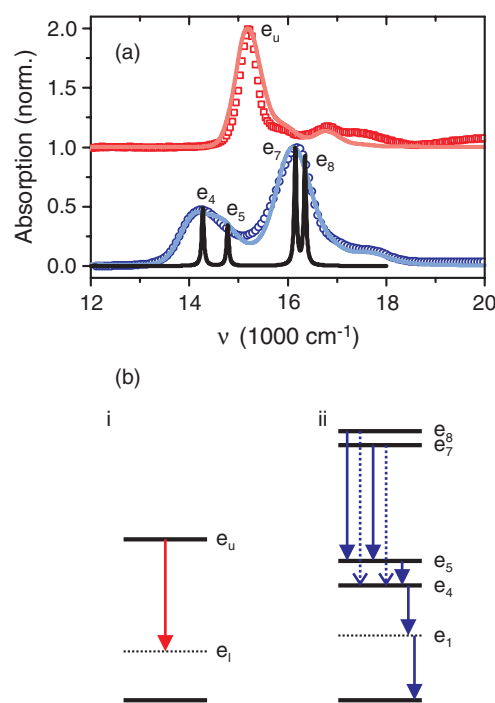 (a)
e_u
e_7
e_8
e_4
e_5
2.0
1.5
1.0
0.5
0.0
Absorption (norm.)
12 14 16 18 20
ν (1000 cm⁻¹)
(b)
i
ii
e_8
e_7
e_u
e_5
e_4
e_l
e_1